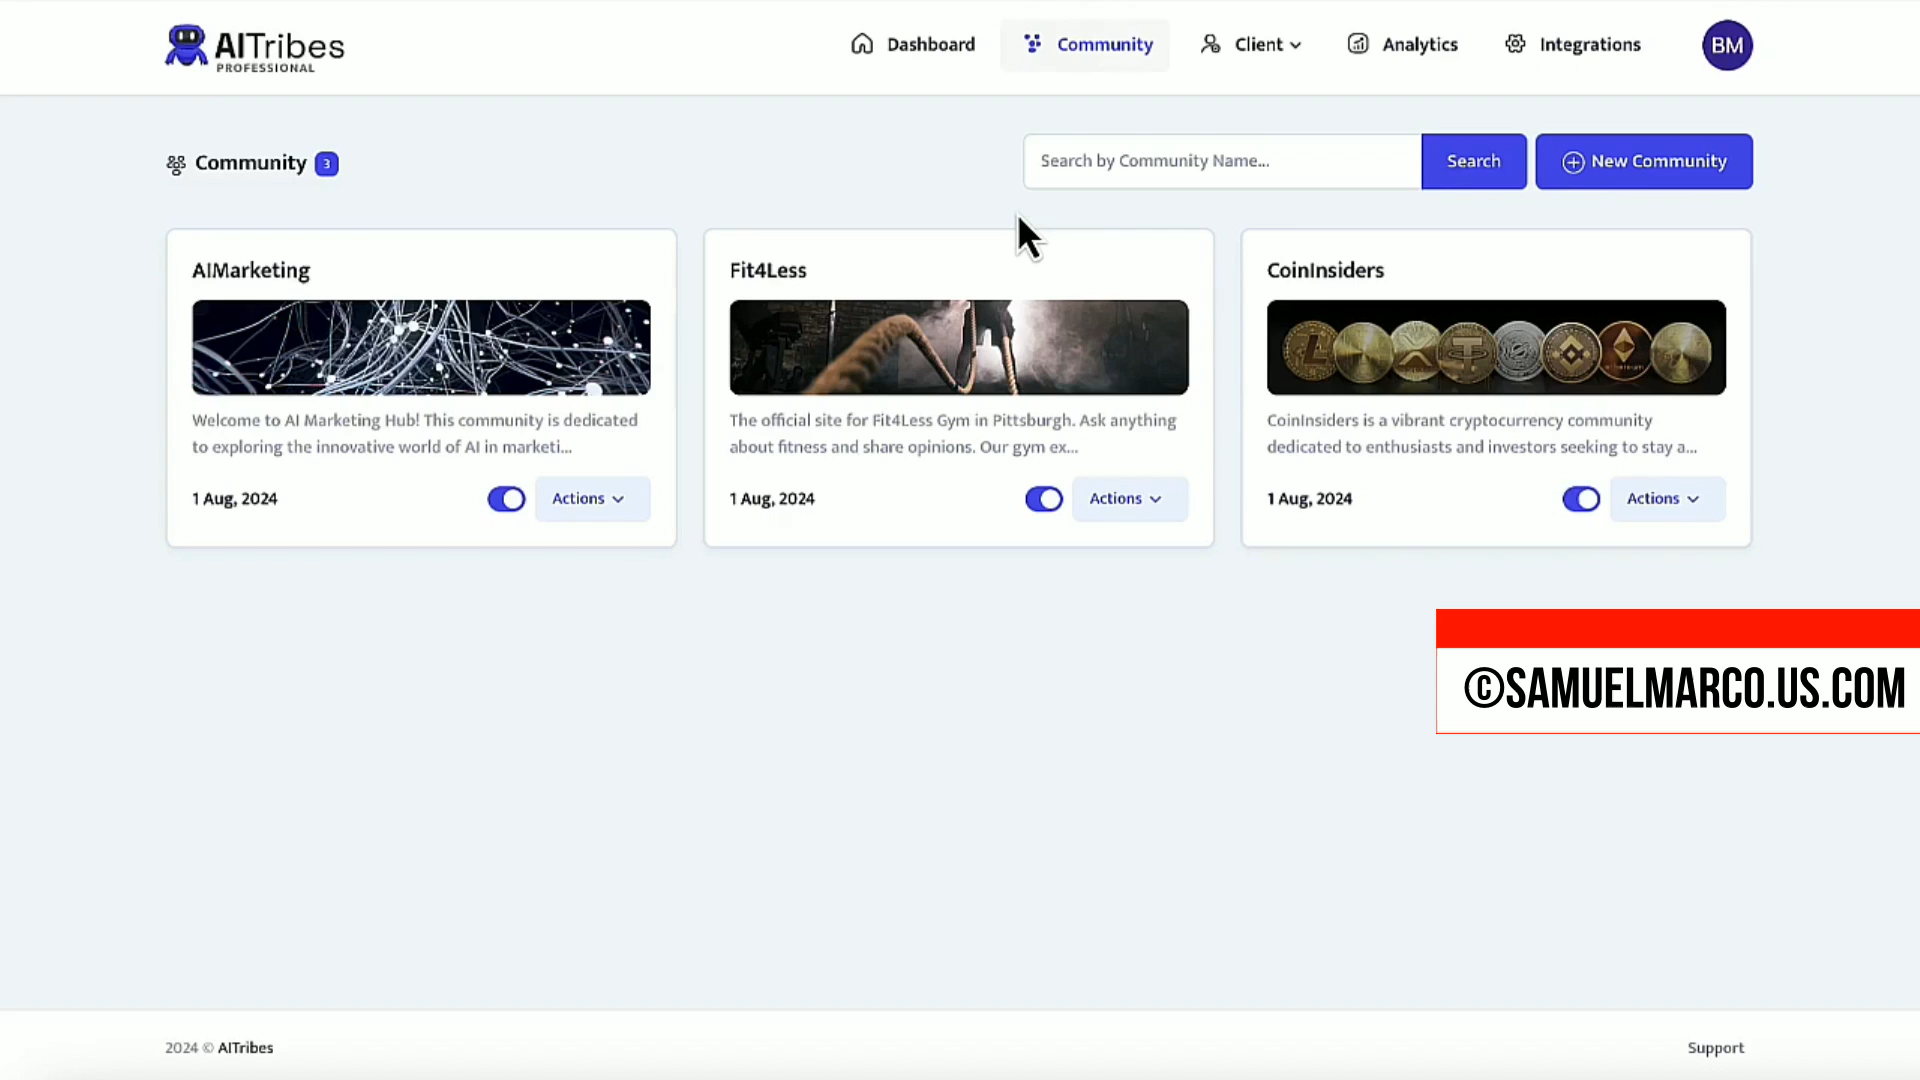 AITribes
PROFESSIONAL
Dashboard
Community
Client
Analytics
Integrations
BM
Community 3
Search by Community Name...
Search
New Community
AIMarketing
Welcome to AI Marketing Hub! This community is dedicated
to exploring the innovative world of AI in marketi...
1 Aug, 2024
Actions
Fit4Less
The official site for Fit4Less Gym in Pittsburgh. Ask anything
about fitness and share opinions. Our gym ex...
1 Aug, 2024
Actions
CoinInsiders
CoinInsiders is a vibrant cryptocurrency community
dedicated to enthusiasts and investors seeking to stay a...
1 Aug, 2024
Actions
©SAMUELMARCO.US.COM
2024 © AITribes
Support